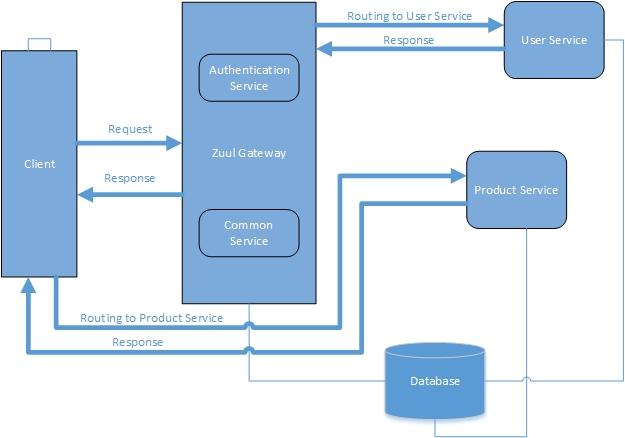 Routing to User Service
Response
User Service
Authentication
Service
Request
Zuul Gateway
Client
Response
Product Service
Common
Service
Routing to Product Service
Response
Database